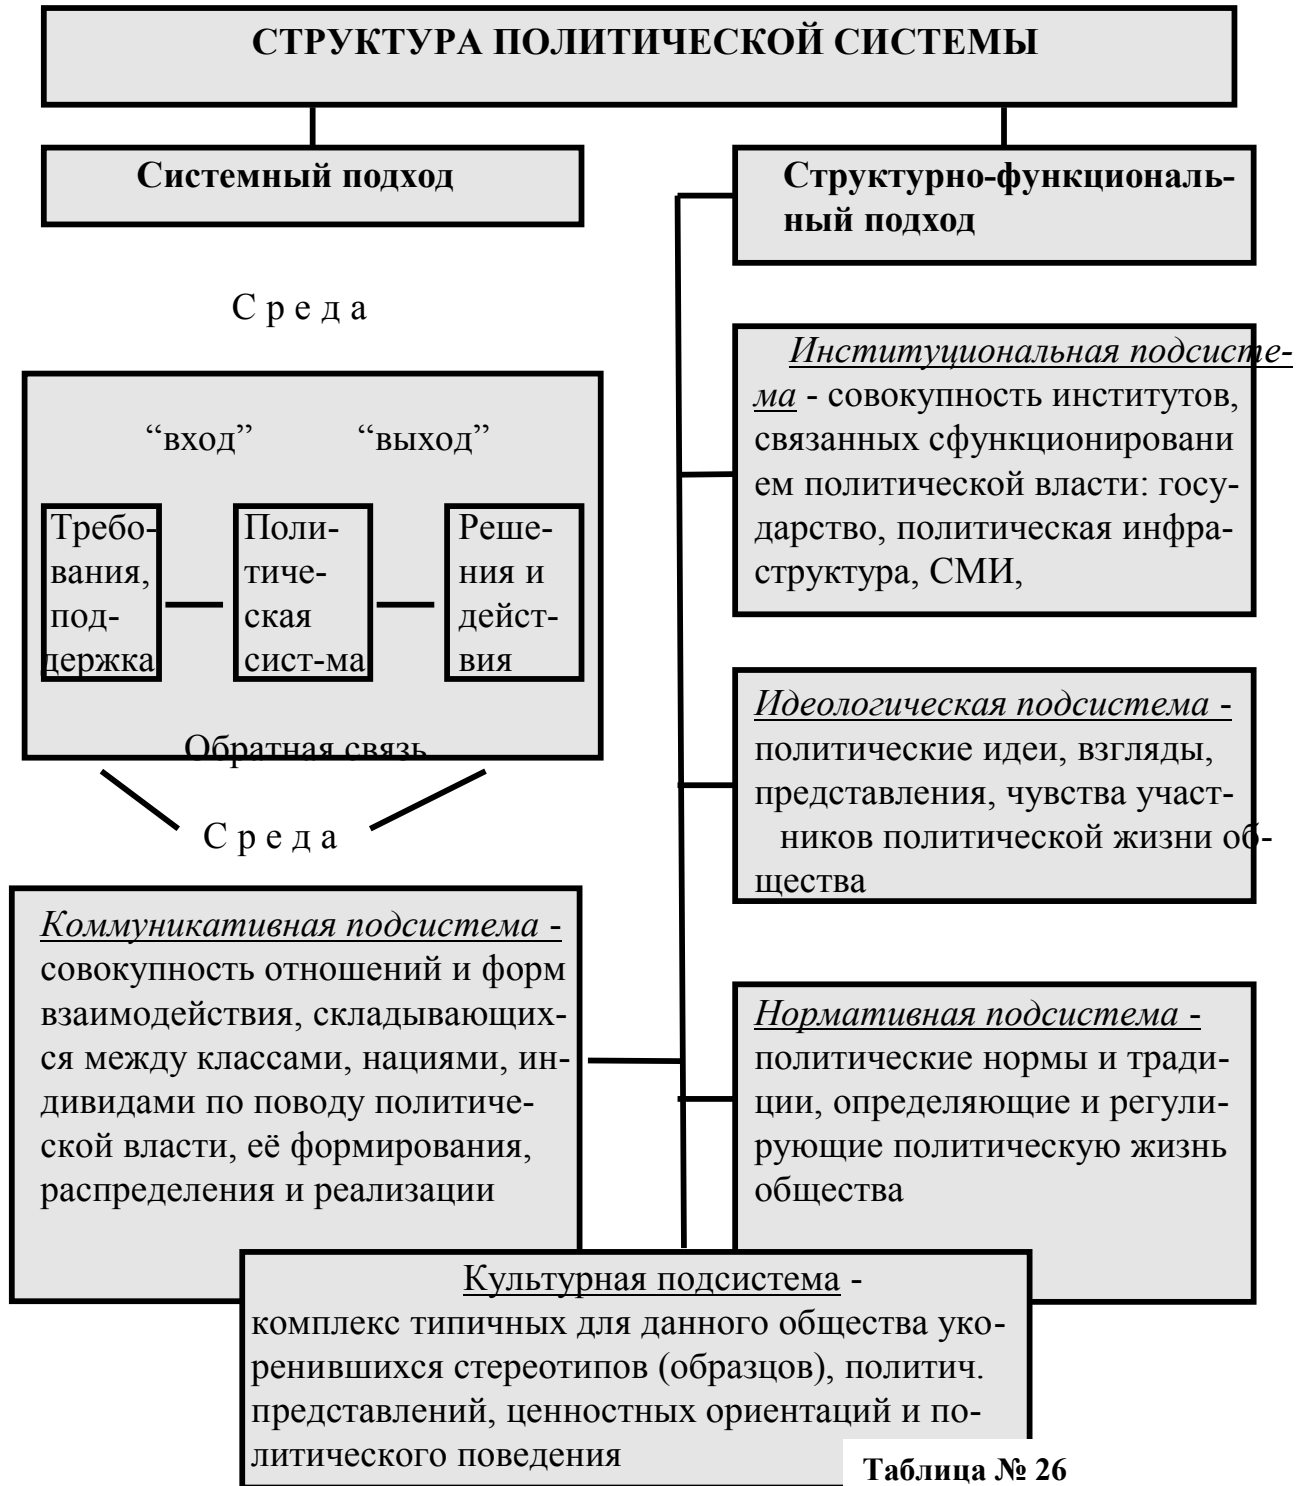 СТРУКТУРА ПОЛИТИЧЕСКОЙ СИСТЕМЫ
Системный подход
Структурно-функциональ-
ный подход
С р е д а
“вход” “выход”
Требо-
вания,
под-
держка
Поли-
тиче-
ская
сист-ма
Реше-
ния и
дейст-
вия
Обратная связь
С р е д а
Институциональная подсисте-
ма - совокупность институтов,
связанных сфункционировани
ем политической власти: госу-
дарство, политическая инфра-
структура, СМИ,
Идеологическая подсистема -
политические идеи, взгляды,
представления, чувства участ-
ников политической жизни об-
щества
Коммуникативная подсистема -
совокупность отношений и форм
взаимодействия, складывающих-
ся между классами, нациями, ин-
дивидами по поводу политиче-
ской власти, её формирования,
распределения и реализации
Нормативная подсистема -
политические нормы и тради-
ции, определяющие и регули-
рующие политическую жизнь
общества
Культурная подсистема -
комплекс типичных для данного общества уко-
ренившихся стереотипов (образцов), политич.
представлений, ценностных ориентаций и по-
литического поведения
Таблица № 26